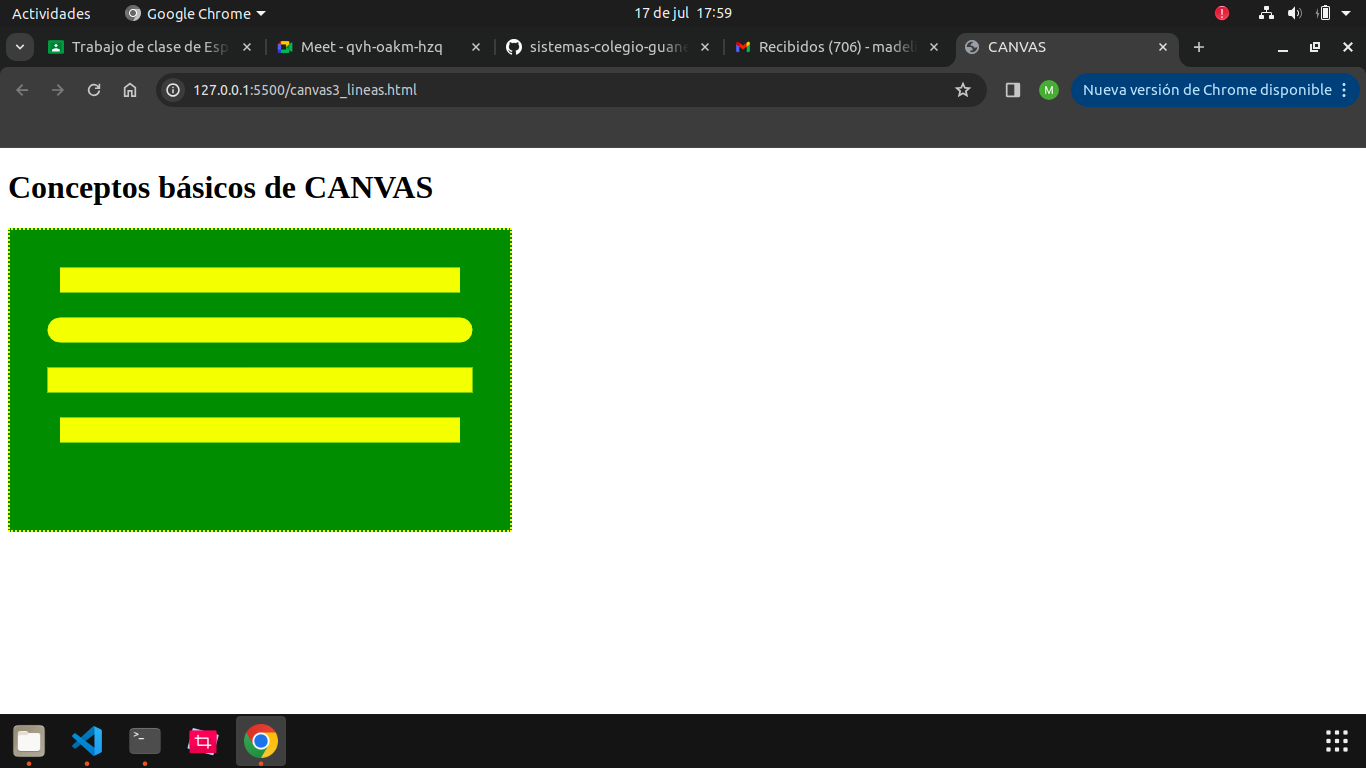 Actividades Google Chrome 17 de jul 17:59
Trabajo de clase de Esp Meet - qvh-oakm-hzq sistemas-colegio-guane Recibidos (706) - madeli CANVAS
127.0.0.1:5500/canvas3_lineas.html M Nueva versión de Chrome disponible
Conceptos básicos de CANVAS